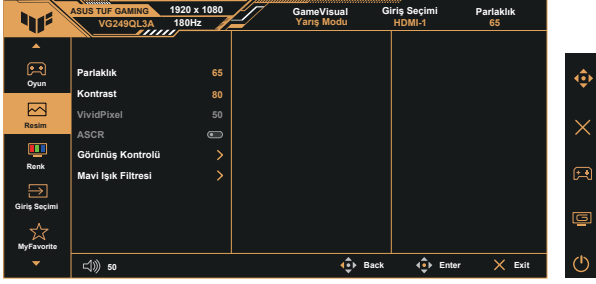 ASUS TUF GAMING
VG249QL3A
1920 x 1080
180Hz
GameVisual
Yarış Modu
Giriş Seçimi
HDMI-1
Parlaklık
65
Oyun
Resim
Renk
Giriş Seçimi
MyFavorite
Parlaklık 65
Kontrast 80
VividPixel 50
ASCR
Görünüş Kontrolü
Mavi Işık Filtresi
50
Back
Enter
Exit